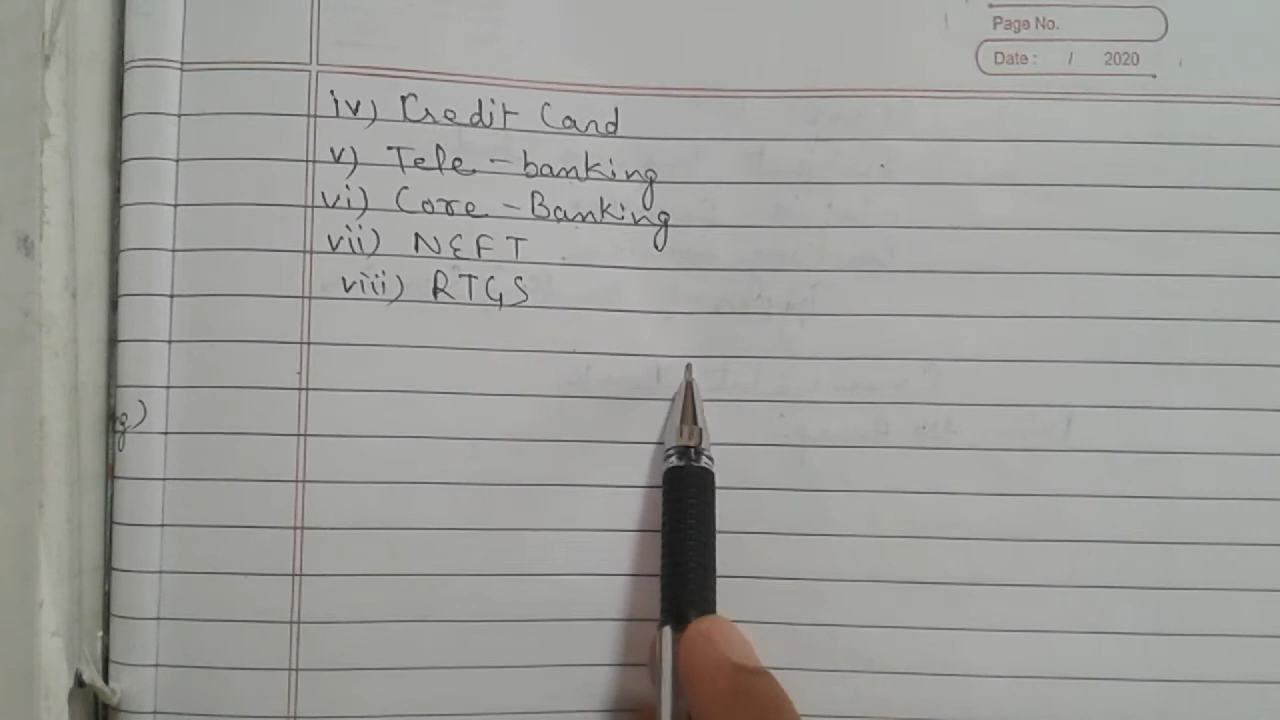 Page No.
Date : / 2020
iv) Credit Card
v) Tele - banking
vi) Core - Banking
vii) NEFT
viii) RTGS
g)